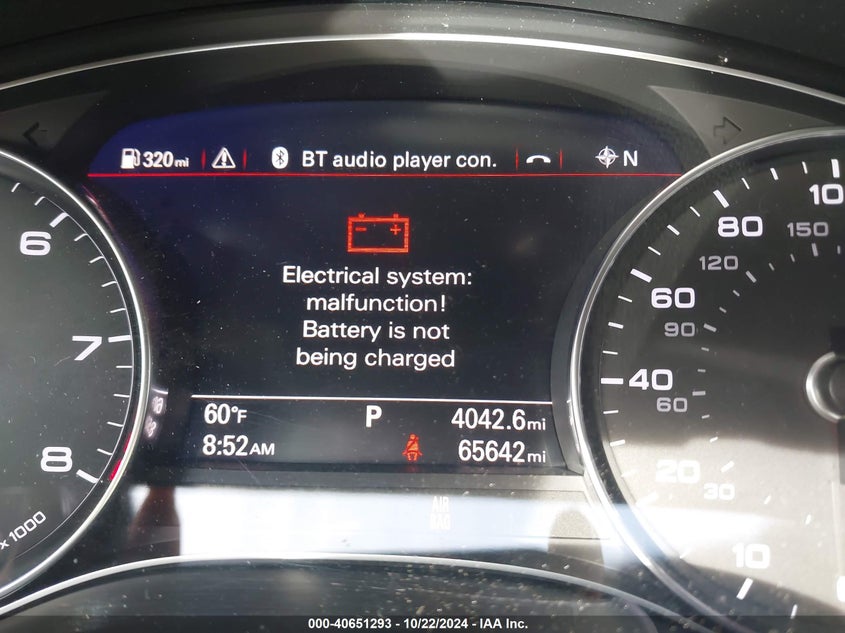 320mi
BT audio player con.
N
- +
Electrical system:
malfunction!
Battery is not
being charged
60°F P 4042.6mi
8:52AM 65642mi
AIR
BAG
6
7
8
x 1000
10
80
150
120
60
90
40
60
20
30
10
000-40651293 - 10/22/2024 - IAA Inc.